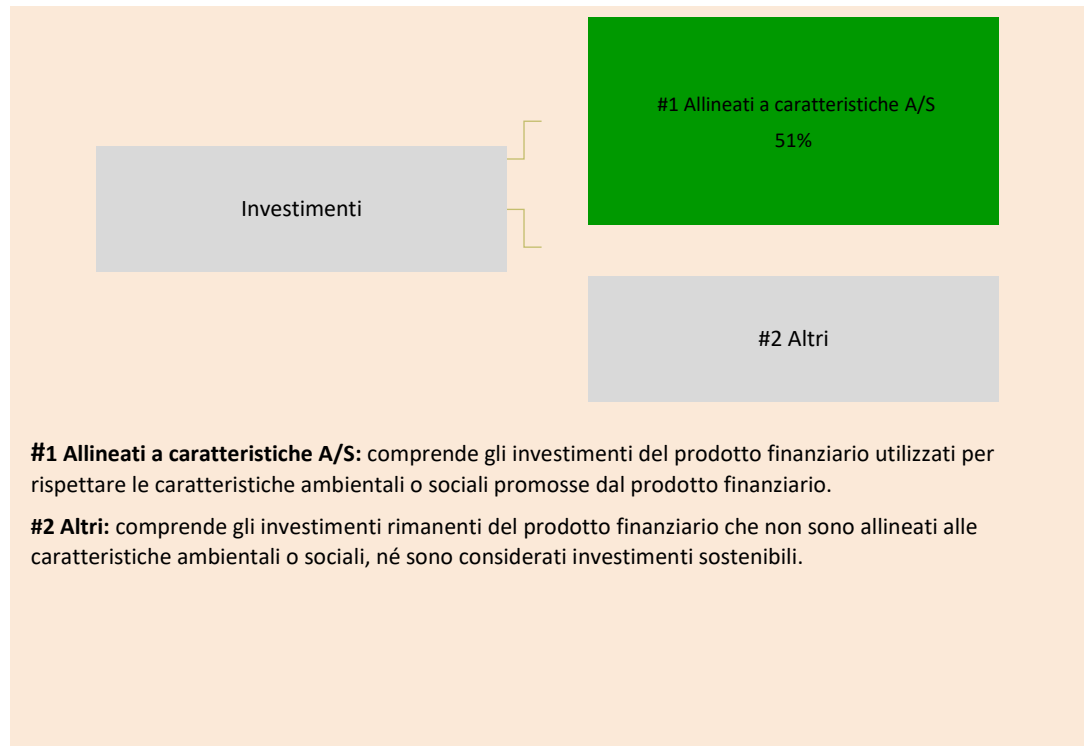 #1 Allineati a caratteristiche A/S
51%
Investimenti
#2 Altri
#1 Allineati a caratteristiche A/S: comprende gli investimenti del prodotto finanziario utilizzati per
rispettare le caratteristiche ambientali o sociali promosse dal prodotto finanziario.
#2 Altri: comprende gli investimenti rimanenti del prodotto finanziario che non sono allineati alle
caratteristiche ambientali o sociali, né sono considerati investimenti sostenibili.